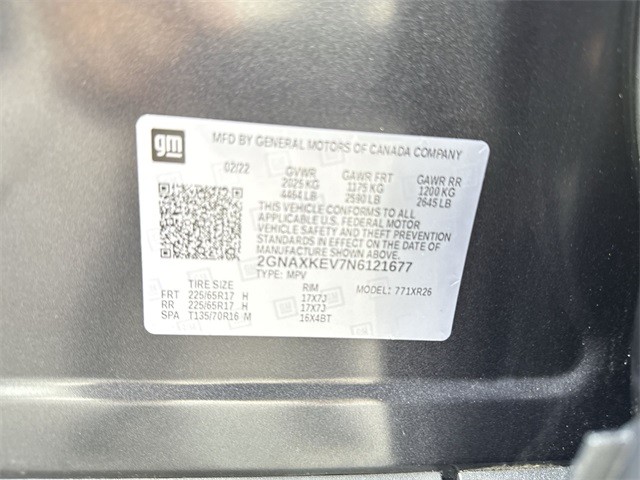 gm MFD BY GENERAL MOTORS OF CANADA COMPANY
02/22 GVWR GAWR FRT GAWR RR
2025 KG 1175 KG 1200 KG
4464 LB 2590 LB 2645 LB
THIS VEHICLE CONFORMS TO ALL
APPLICABLE U.S. FEDERAL MOTOR
VEHICLE SAFETY, BUMPER, AND THEFT
PREVENTION STANDARDS
IN EFFECT ON THE DATE OF
MANUFACTURE SHOWN ABOVE.
2GNAXKEV7N6121677
TYPE: MPV MODEL: 771XR26
TIRE SIZE RIM
FRT 225/65R17 H 17X7J
RR 225/65R17 H 17X7J
SPA T135/70R16 M 16X4BT